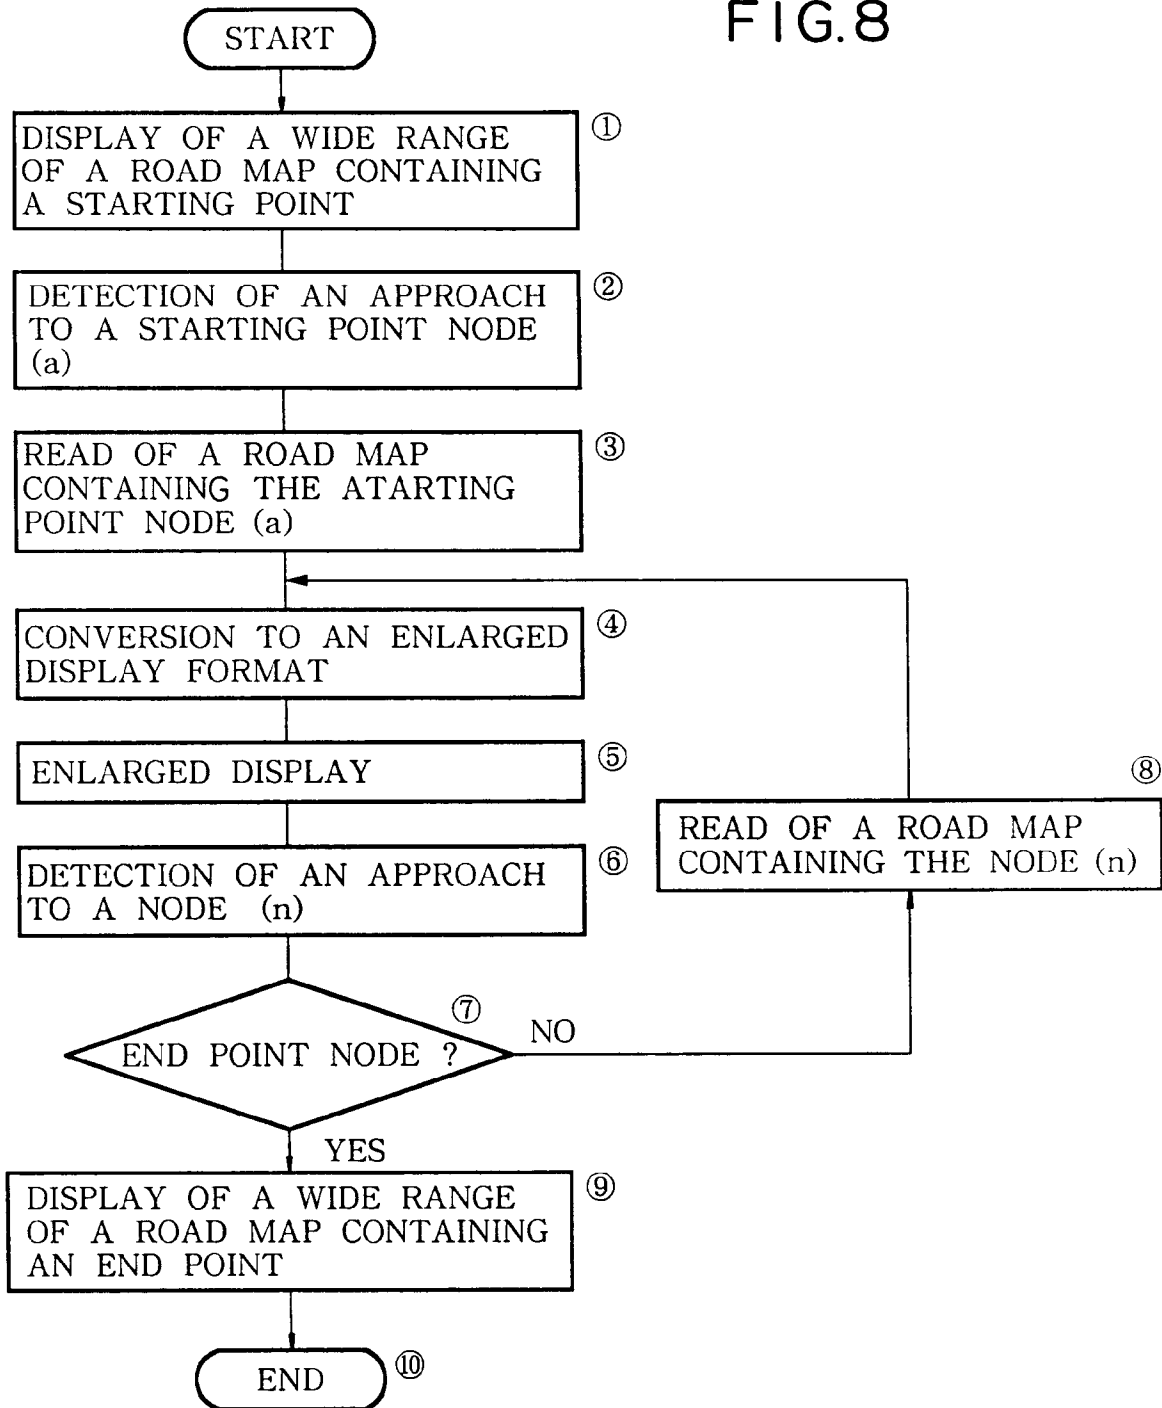 FIG.8
START
①
DISPLAY OF A WIDE RANGE
OF A ROAD MAP CONTAINING
A STARTING POINT
②
DETECTION OF AN APPROACH
TO A STARTING POINT NODE
(a)
③
READ OF A ROAD MAP
CONTAINING THE ATARTING
POINT NODE (a)
④
CONVERSION TO AN ENLARGED
DISPLAY FORMAT
⑤
ENLARGED DISPLAY
⑥
DETECTION OF AN APPROACH
TO A NODE (n)
⑦
END POINT NODE ?
NO
⑧
READ OF A ROAD MAP
CONTAINING THE NODE (n)
YES
⑨
DISPLAY OF A WIDE RANGE
OF A ROAD MAP CONTAINING
AN END POINT
END
⑩